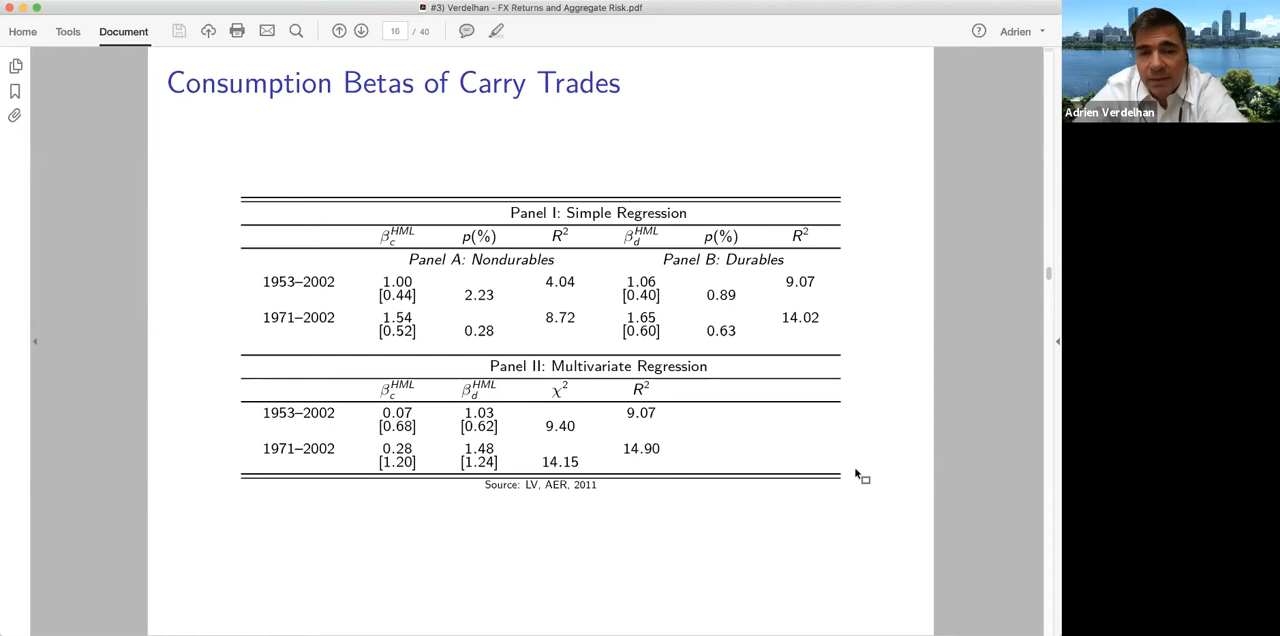 #3) Verdelhan - FX Returns and Aggregate Risk.pdf
Home Tools Document 16 / 40 Adrien
Consumption Betas of Carry Trades
Panel I: Simple Regression
β_c^HML p(%) R² β_d^HML p(%) R²
Panel A: Nondurables Panel B: Durables
1953–2002 1.00 4.04 1.06 9.07
[0.44] 2.23 [0.40] 0.89
1971–2002 1.54 8.72 1.65 14.02
[0.52] 0.28 [0.60] 0.63
Panel II: Multivariate Regression
β_c^HML β_d^HML χ² R²
1953–2002 0.07 1.03 9.07
[0.68] [0.62] 9.40
1971–2002 0.28 1.48 14.90
[1.20] [1.24] 14.15
Source: LV, AER, 2011
Adrien Verdelhan